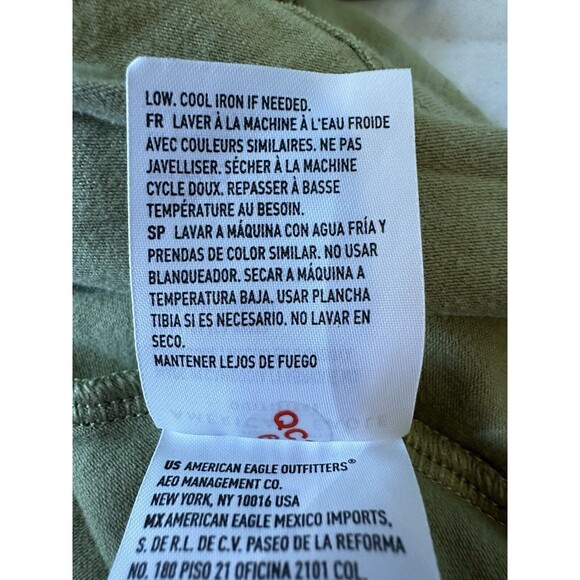 LOW. COOL IRON IF NEEDED.
FR LAVER À LA MACHINE À L'EAU FROIDE
AVEC COULEURS SIMILAIRES. NE PAS
JAVELLISER. SÉCHER À LA MACHINE
CYCLE DOUX. REPASSER À BASSE
TEMPÉRATURE AU BESOIN.
SP LAVAR A MÁQUINA CON AGUA FRÍA Y
PRENDAS DE COLOR SIMILAR. NO USAR
BLANQUEADOR. SECAR A MÁQUINA A
TEMPERATURA BAJA. USAR PLANCHA
TIBIA SI ES NECESARIO. NO LAVAR EN
SECO.
MANTENER LEJOS DE FUEGO
US AMERICAN EAGLE OUTFITTERS®
AEO MANAGEMENT CO.
NEW YORK, NY 10016 USA
MX AMERICAN EAGLE MEXICO IMPORTS,
S. DE R.L. DE C.V. PASEO DE LA REFORMA
NO. 180 PISO 21 OFICINA 2101 COL.